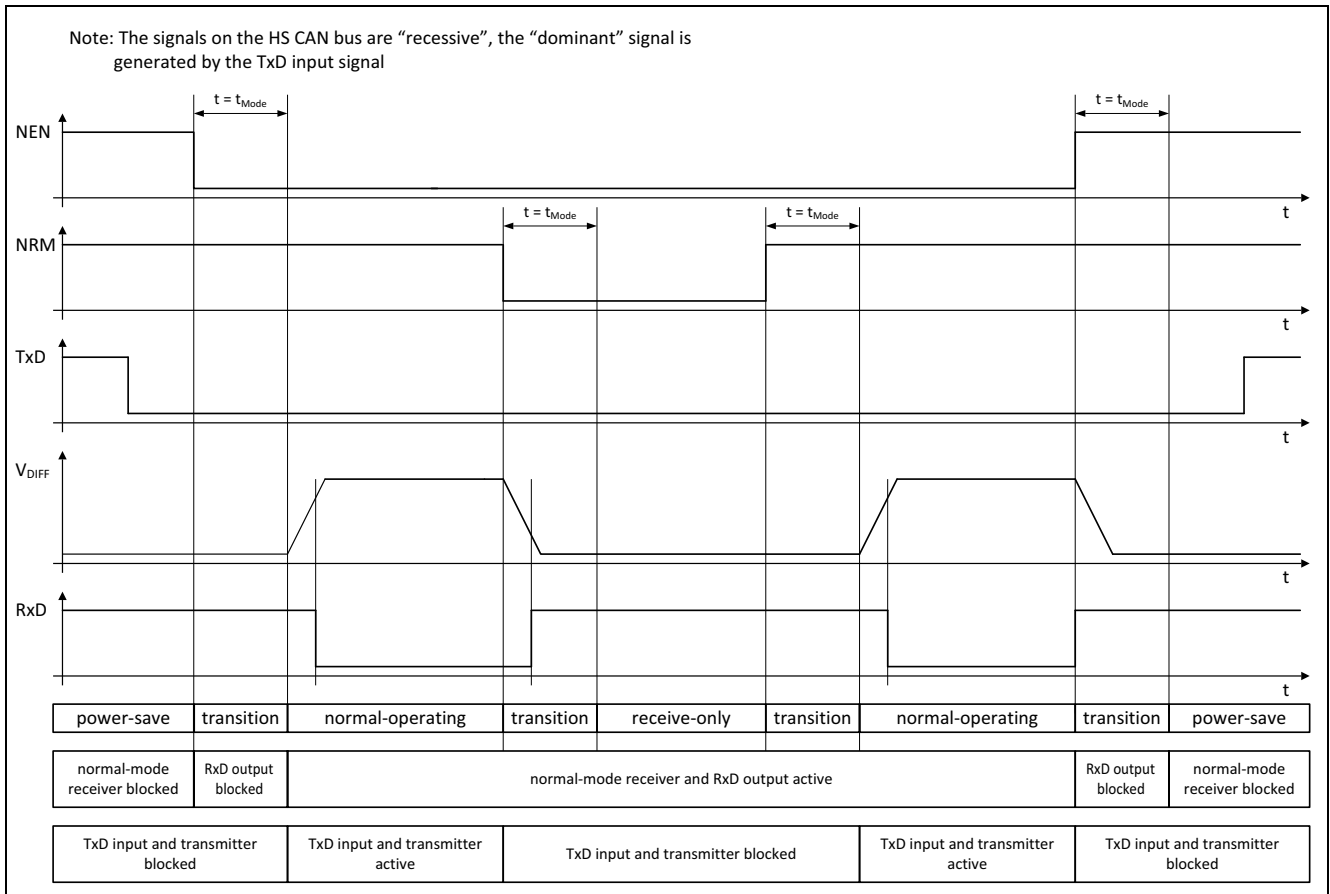 Note: The signals on the HS CAN bus are “recessive”, the “dominant” signal is
generated by the TxD input signal
t = tMode
t = tMode
NEN
t
t = tMode
t = tMode
NRM
t
TxD
t
VDIFF
t
RxD
t
power-save transition normal-operating transition receive-only transition normal-operating transition power-save
normal-mode
receiver blocked
RxD output
blocked
normal-mode receiver and RxD output active
RxD output
blocked
normal-mode
receiver blocked
TxD input and transmitter
blocked
TxD input and transmitter
active
TxD input and transmitter blocked
TxD input and transmitter
active
TxD input and transmitter
blocked